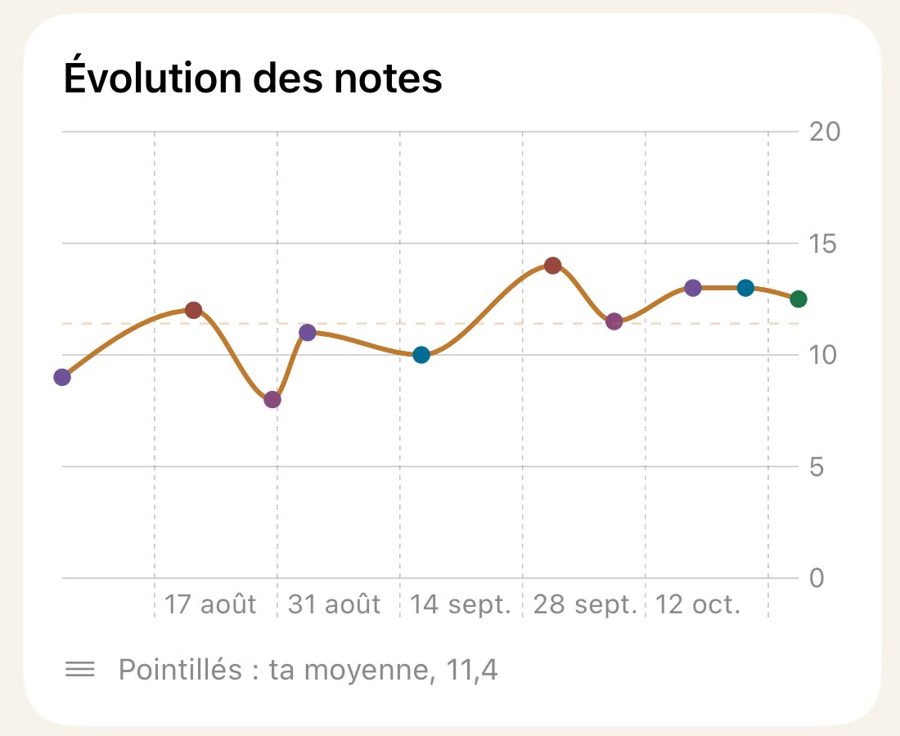 Évolution des notes
20
15
10
5
0
17 août 31 août 14 sept. 28 sept. 12 oct.
Pointillés : ta moyenne, 11,4